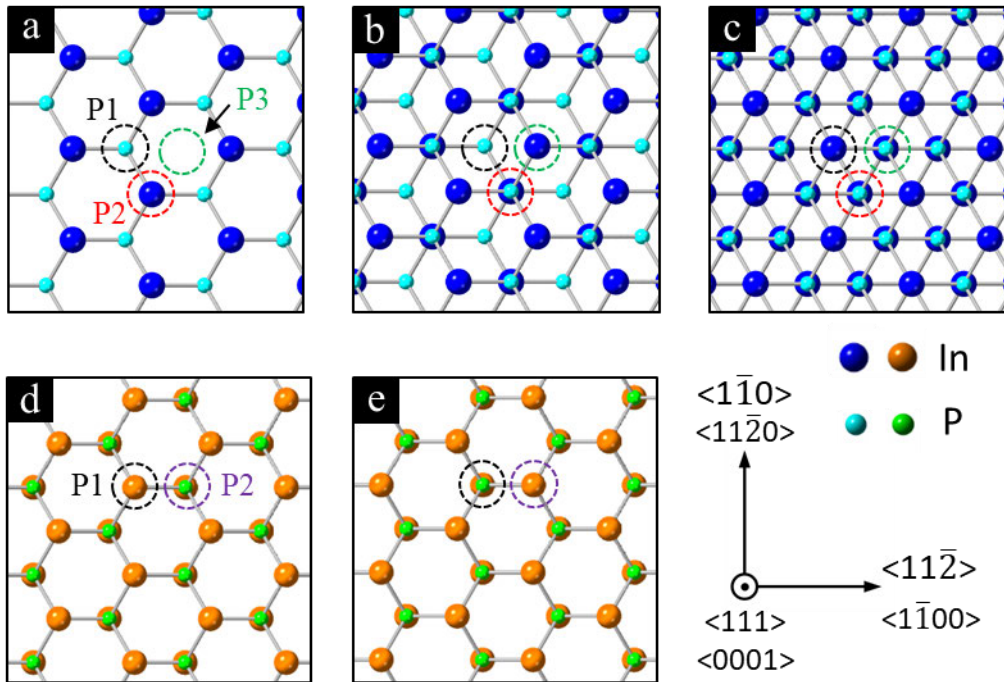 a
b
c
P1
P3
P2
d
e
P1
P2
In
P
<11̅0>
<112̅0>
<112̅>
<11̅00>
<111>
<0001>